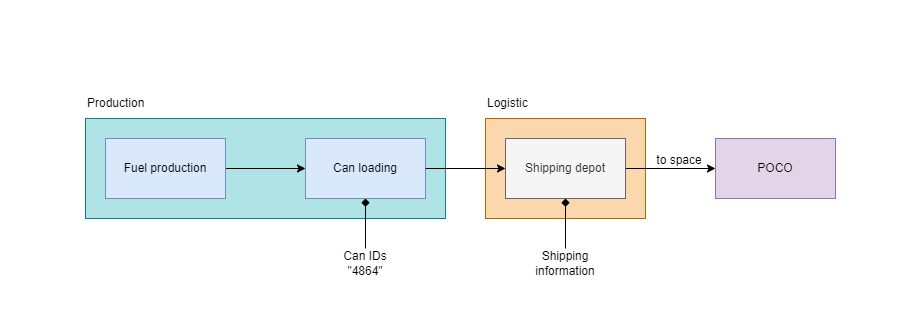 Production
Logistic
Fuel production
Can loading
Shipping depot
to space
POCO
Can IDs
"4864"
Shipping
information